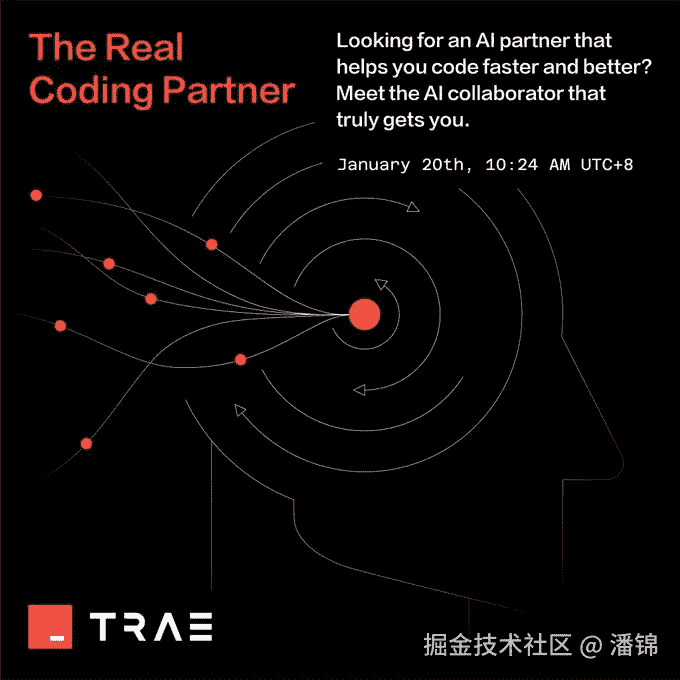 The Real
Coding Partner
Looking for an AI partner that
helps you code faster and better?
Meet the AI collaborator that
truly gets you.
January 20th, 10:24 AM UTC+8
TRAE
掘金技术社区 @ 潘锦